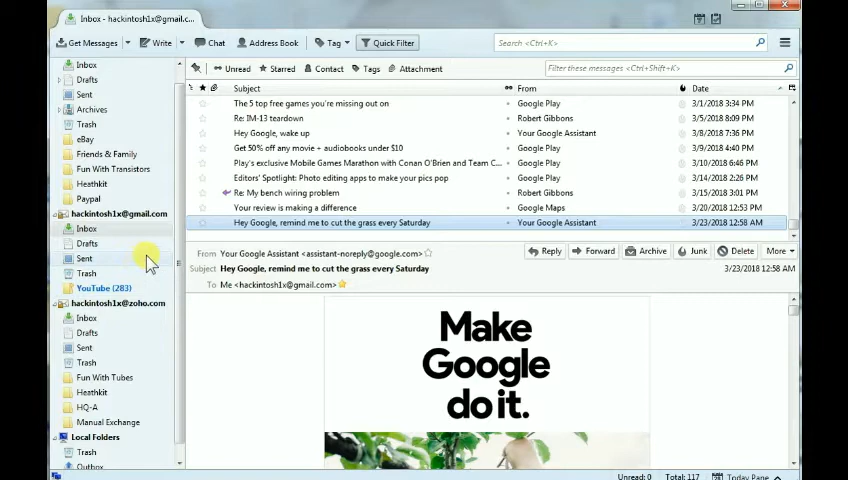 Inbox - hackintosh1x@gmail.c...
Get Messages Write Chat Address Book Tag Quick Filter Search <Ctrl+K>
Unread Starred Contact Tags Attachment Filter these messages <Ctrl+Shift+K>
Subject From Date
The 5 top free games you're missing out on Google Play 3/1/2018 3:34 PM
Re: IM-13 teardown Robert Gibbons 3/5/2018 8:09 PM
Hey Google, wake up Your Google Assistant 3/8/2018 7:36 PM
Get 50% off any movie + audiobooks under $10 Google Play 3/9/2018 4:40 PM
Play's exclusive Mobile Games Marathon with Conan O'Brien and Team C... Google Play 3/10/2018 6:46 PM
Editors' Spotlight: Photo editing apps to make your pics pop Google Play 3/14/2018 2:26 PM
Re: My bench wiring problem Robert Gibbons 3/15/2018 3:01 PM
Your review is making a difference Google Maps 3/20/2018 5:03 PM
Hey Google, remind me to cut the grass every Saturday Your Google Assistant 3/23/2018 12:58 AM
Inbox
Drafts
Sent
Archives
Trash
eBay
Friends & Family
Fun With Transistors
Heathkit
Paypal
hackintosh1x@gmail.com
Inbox
Drafts
Sent
Trash
YouTube (283)
hackintosh1x@zoho.com
Inbox
Drafts
Sent
Trash
Fun With Tubes
Heathkit
HQ-A
Manual Exchange
Local Folders
Trash
Outbox
From Your Google Assistant <assistant-noreply@google.com> Reply Forward Archive Junk Delete More
Subject Hey Google, remind me to cut the grass every Saturday 3/23/2018 12:58 AM
To Me <hackintosh1x@gmail.com>
Make
Google
do it.
Unread: 0 Total: 117 Today Pane